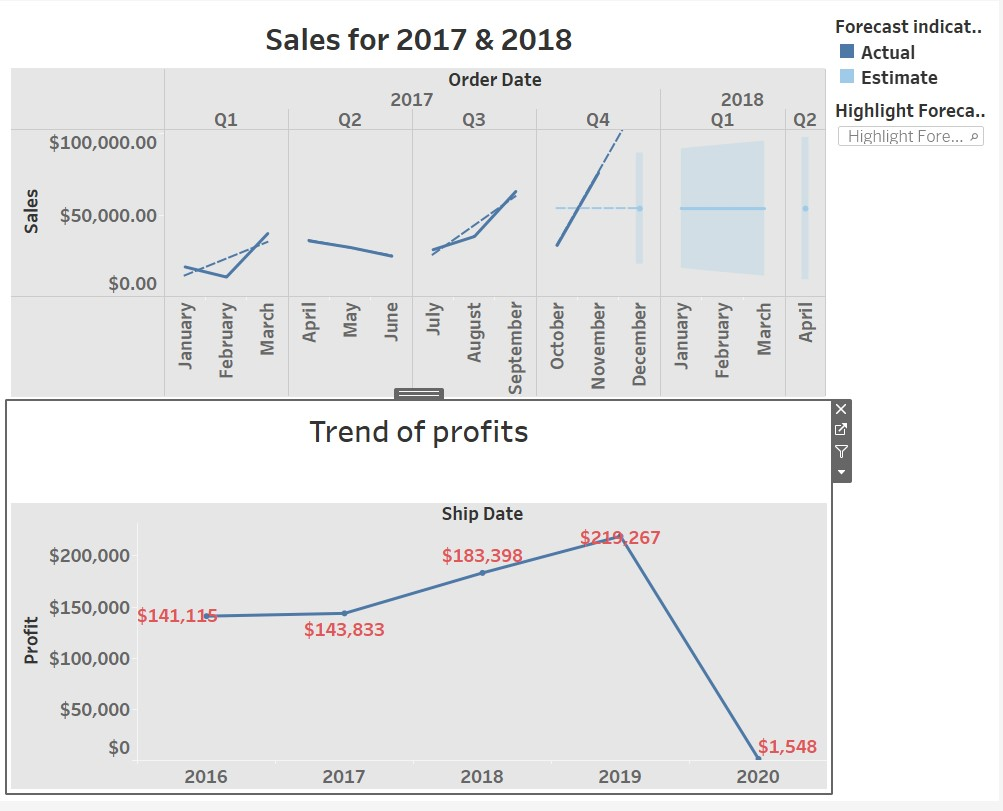 Sales for 2017 & 2018
Order Date
2017 2018
Q1 Q2 Q3 Q4 Q1 Q2
$100,000.00
$50,000.00
$0.00
Sales
January February March April May June July August September October November December January February March April
Forecast indicat..
Actual
Estimate
Highlight Foreca..
Highlight Fore...
Trend of profits
Ship Date
$200,000
$150,000
$100,000
$50,000
$0
Profit
$141,115
$143,833
$183,398
$219,267
$1,548
2016 2017 2018 2019 2020